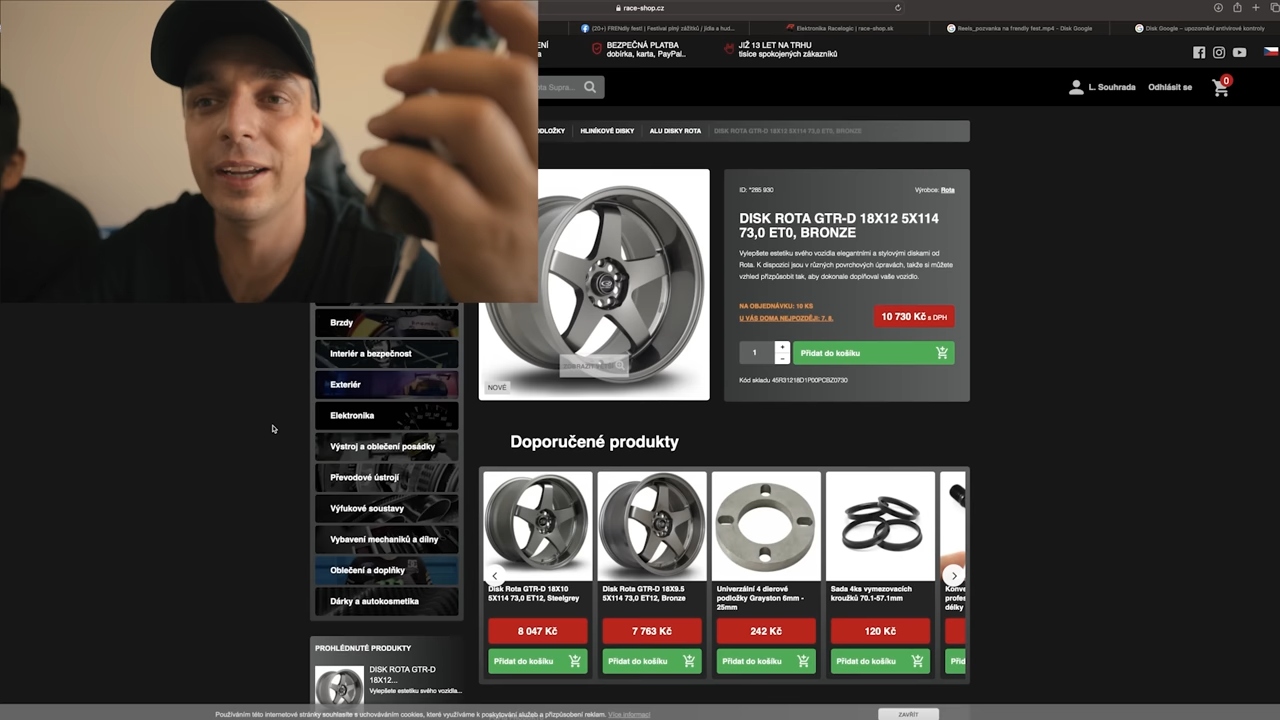 race-shop.cz
(20+) FRENdly fest! | Festival plný zážitků / jídla a hud...
Elektronika Racelogic | race-shop.sk
Reels_pozvanka na frendly fest.mp4 – Disk Google
Disk Google – upozornění antivirové kontroly
BEZPEČNÁ PLATBA
dobírka, karta, PayPal..
JIŽ 13 LET NA TRHU
tisíce spokojených zákazníků
Supra...
L. Souhrada
Odhlásit se
0
HLINÍKOVÉ DISKY
ALU DISKY ROTA
DISK ROTA GTR-D 18X12 5X114 73,0 ET0, BRONZE
ID: *285 930
Výrobce: Rota
DISK ROTA GTR-D 18X12 5X114
73,0 ET0, BRONZE
Vylepšete estetiku svého vozidla elegantními a stylovými diskami od
Rota. K dispozici jsou v různých povrchových úpravách, takže si můžete
vzhled přizpůsobit tak, aby dokonale doplňoval vaše vozidlo.
NA OBJEDNÁVKU: 10 KS
U VÁS DOMA NEJPOZDĚJI: 7. 8.
10 730 Kč s DPH
1
+
-
Přidat do košíku
Kód skladu 45R31218D1P00PCBZ0730
NOVÉ
Brzdy
Interiér a bezpečnost
Exteriér
Elektronika
Výstroj a oblečení posádky
Převodové ústrojí
Výfukové soustavy
Vybavení mechaniků a dílny
Oblečení a doplňky
Dárky a autokosmetika
Doporučené produkty
Disk Rota GTR-D 18X10
5X114 73,0 ET12, Steelgrey
8 047 Kč
Přidat do košíku
Disk Rota GTR-D 18X9.5
5X114 73,0 ET12, Bronze
7 763 Kč
Přidat do košíku
Univerzální 4 dierové
podložky Grayston 6mm -
25mm
242 Kč
Přidat do košíku
Sada 4ks vymezovacích
kroužků 70.1-57.1mm
120 Kč
Přidat do košíku
PROHLÉDNUTÉ PRODUKTY
DISK ROTA GTR-D
18X12...
Vylepšete estetiku svého vozidla...
Používáním této internetové stránky souhlasíte s uchováváním cookies, které využíváme k poskytování služeb a přizpůsobení reklam. Více informací
ZAVŘÍT